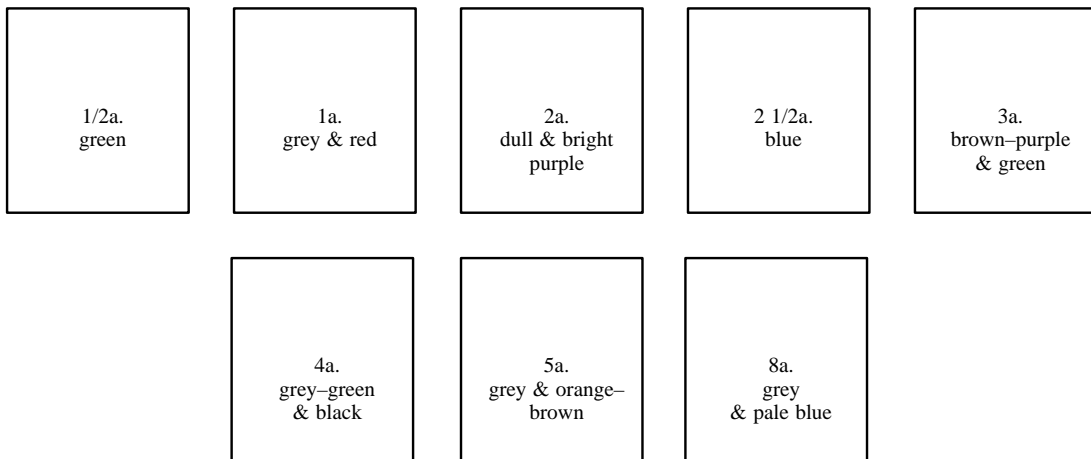 1/2a.
green
1a.
grey & red
2a.
dull & bright
purple
2 1/2a.
blue
3a.
brown–purple
& green
4a.
grey–green
& black
5a.
grey & orange–
brown
8a.
grey
& pale blue